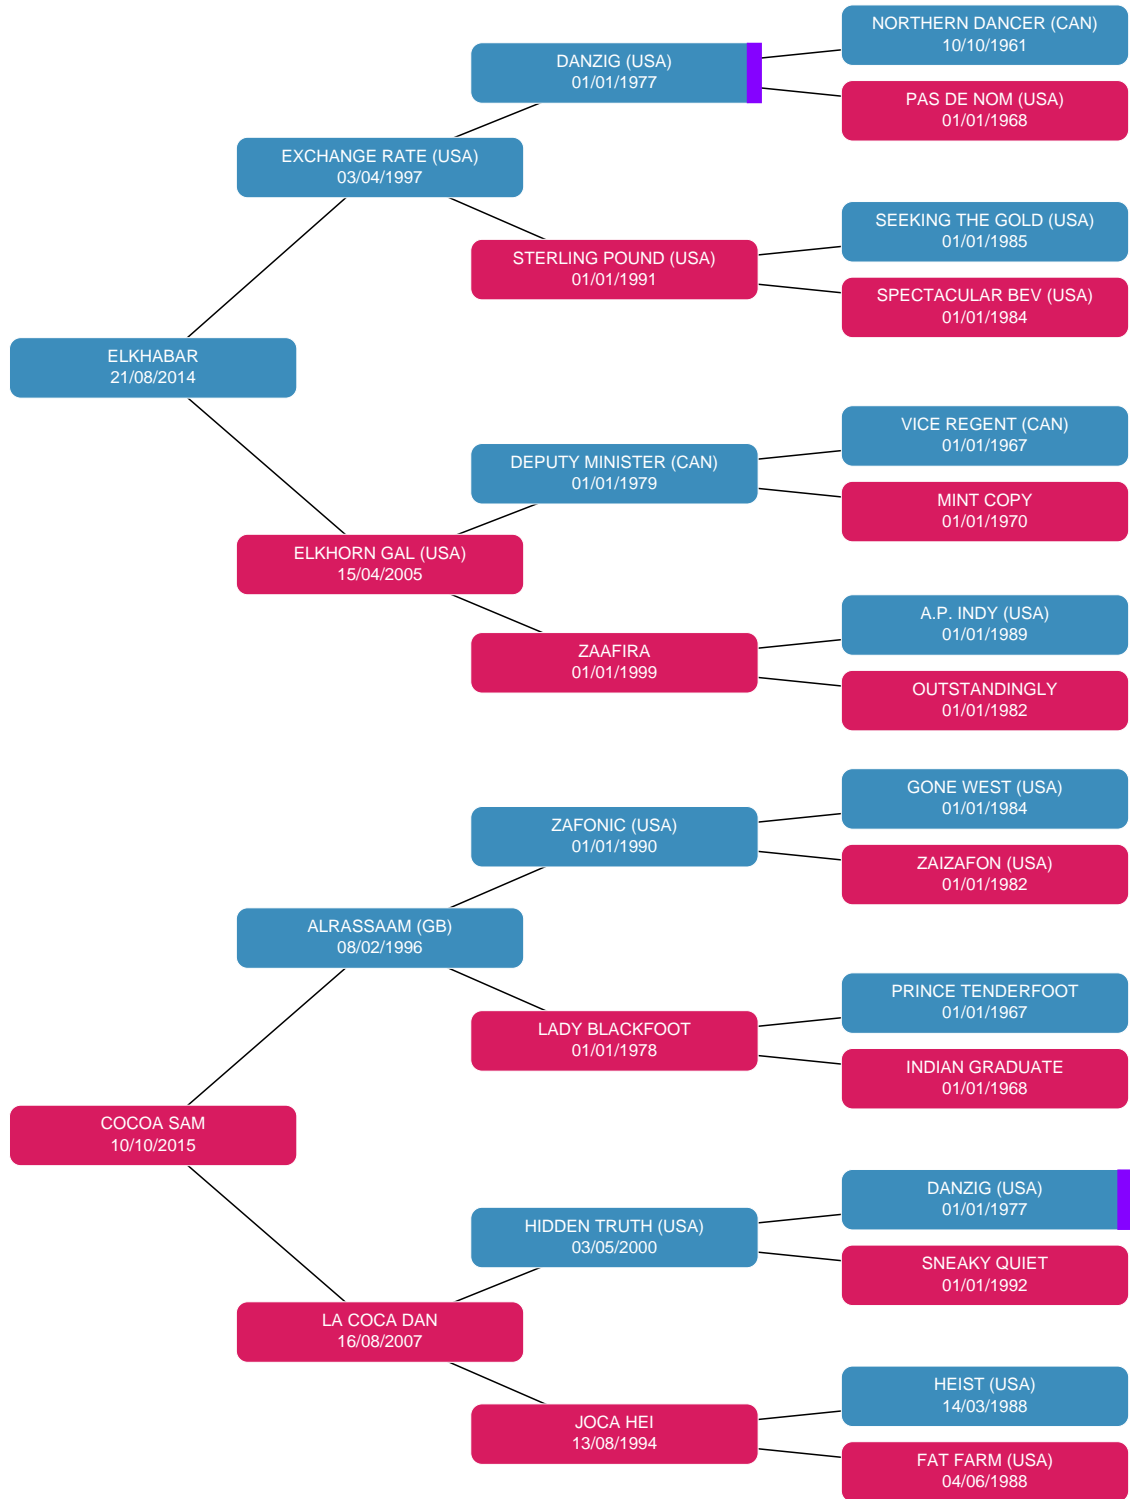 NORTHERN DANCER (CAN)
10/10/1961
DANZIG (USA)
01/01/1977
PAS DE NOM (USA)
01/01/1968
EXCHANGE RATE (USA)
03/04/1997
SEEKING THE GOLD (USA)
01/01/1985
STERLING POUND (USA)
01/01/1991
SPECTACULAR BEV (USA)
01/01/1984
ELKHABAR
21/08/2014
VICE REGENT (CAN)
01/01/1967
DEPUTY MINISTER (CAN)
01/01/1979
MINT COPY
01/01/1970
ELKHORN GAL (USA)
15/04/2005
A.P. INDY (USA)
01/01/1989
ZAAFIRA
01/01/1999
OUTSTANDINGLY
01/01/1982
GONE WEST (USA)
01/01/1984
ZAFONIC (USA)
01/01/1990
ZAIZAFON (USA)
01/01/1982
ALRASSAAM (GB)
08/02/1996
PRINCE TENDERFOOT
01/01/1967
LADY BLACKFOOT
01/01/1978
INDIAN GRADUATE
01/01/1968
COCOA SAM
10/10/2015
DANZIG (USA)
01/01/1977
HIDDEN TRUTH (USA)
03/05/2000
SNEAKY QUIET
01/01/1992
LA COCA DAN
16/08/2007
HEIST (USA)
14/03/1988
JOCA HEI
13/08/1994
FAT FARM (USA)
04/06/1988